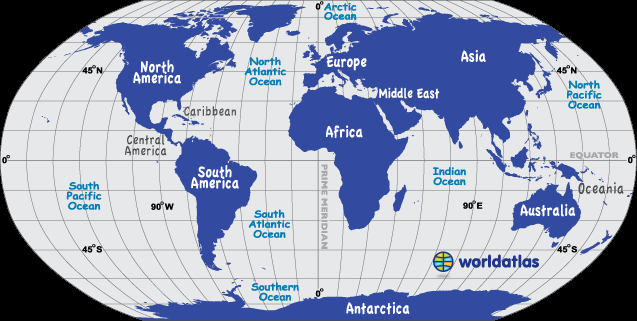 0°
Arctic
Ocean
North
America
45°N
North
Atlantic
Ocean
Europe
Asia
45°N
North
Pacific
Ocean
Middle East
Caribbean
Africa
Central
America
0°
EQUATOR
0°
South
America
PRIME MERIDIAN
Indian
Ocean
Oceania
South
Pacific
Ocean
90°W
90°E
Australia
South
Atlantic
Ocean
45°S
45°S
worldatlas
Southern
Ocean
0°
Antarctica